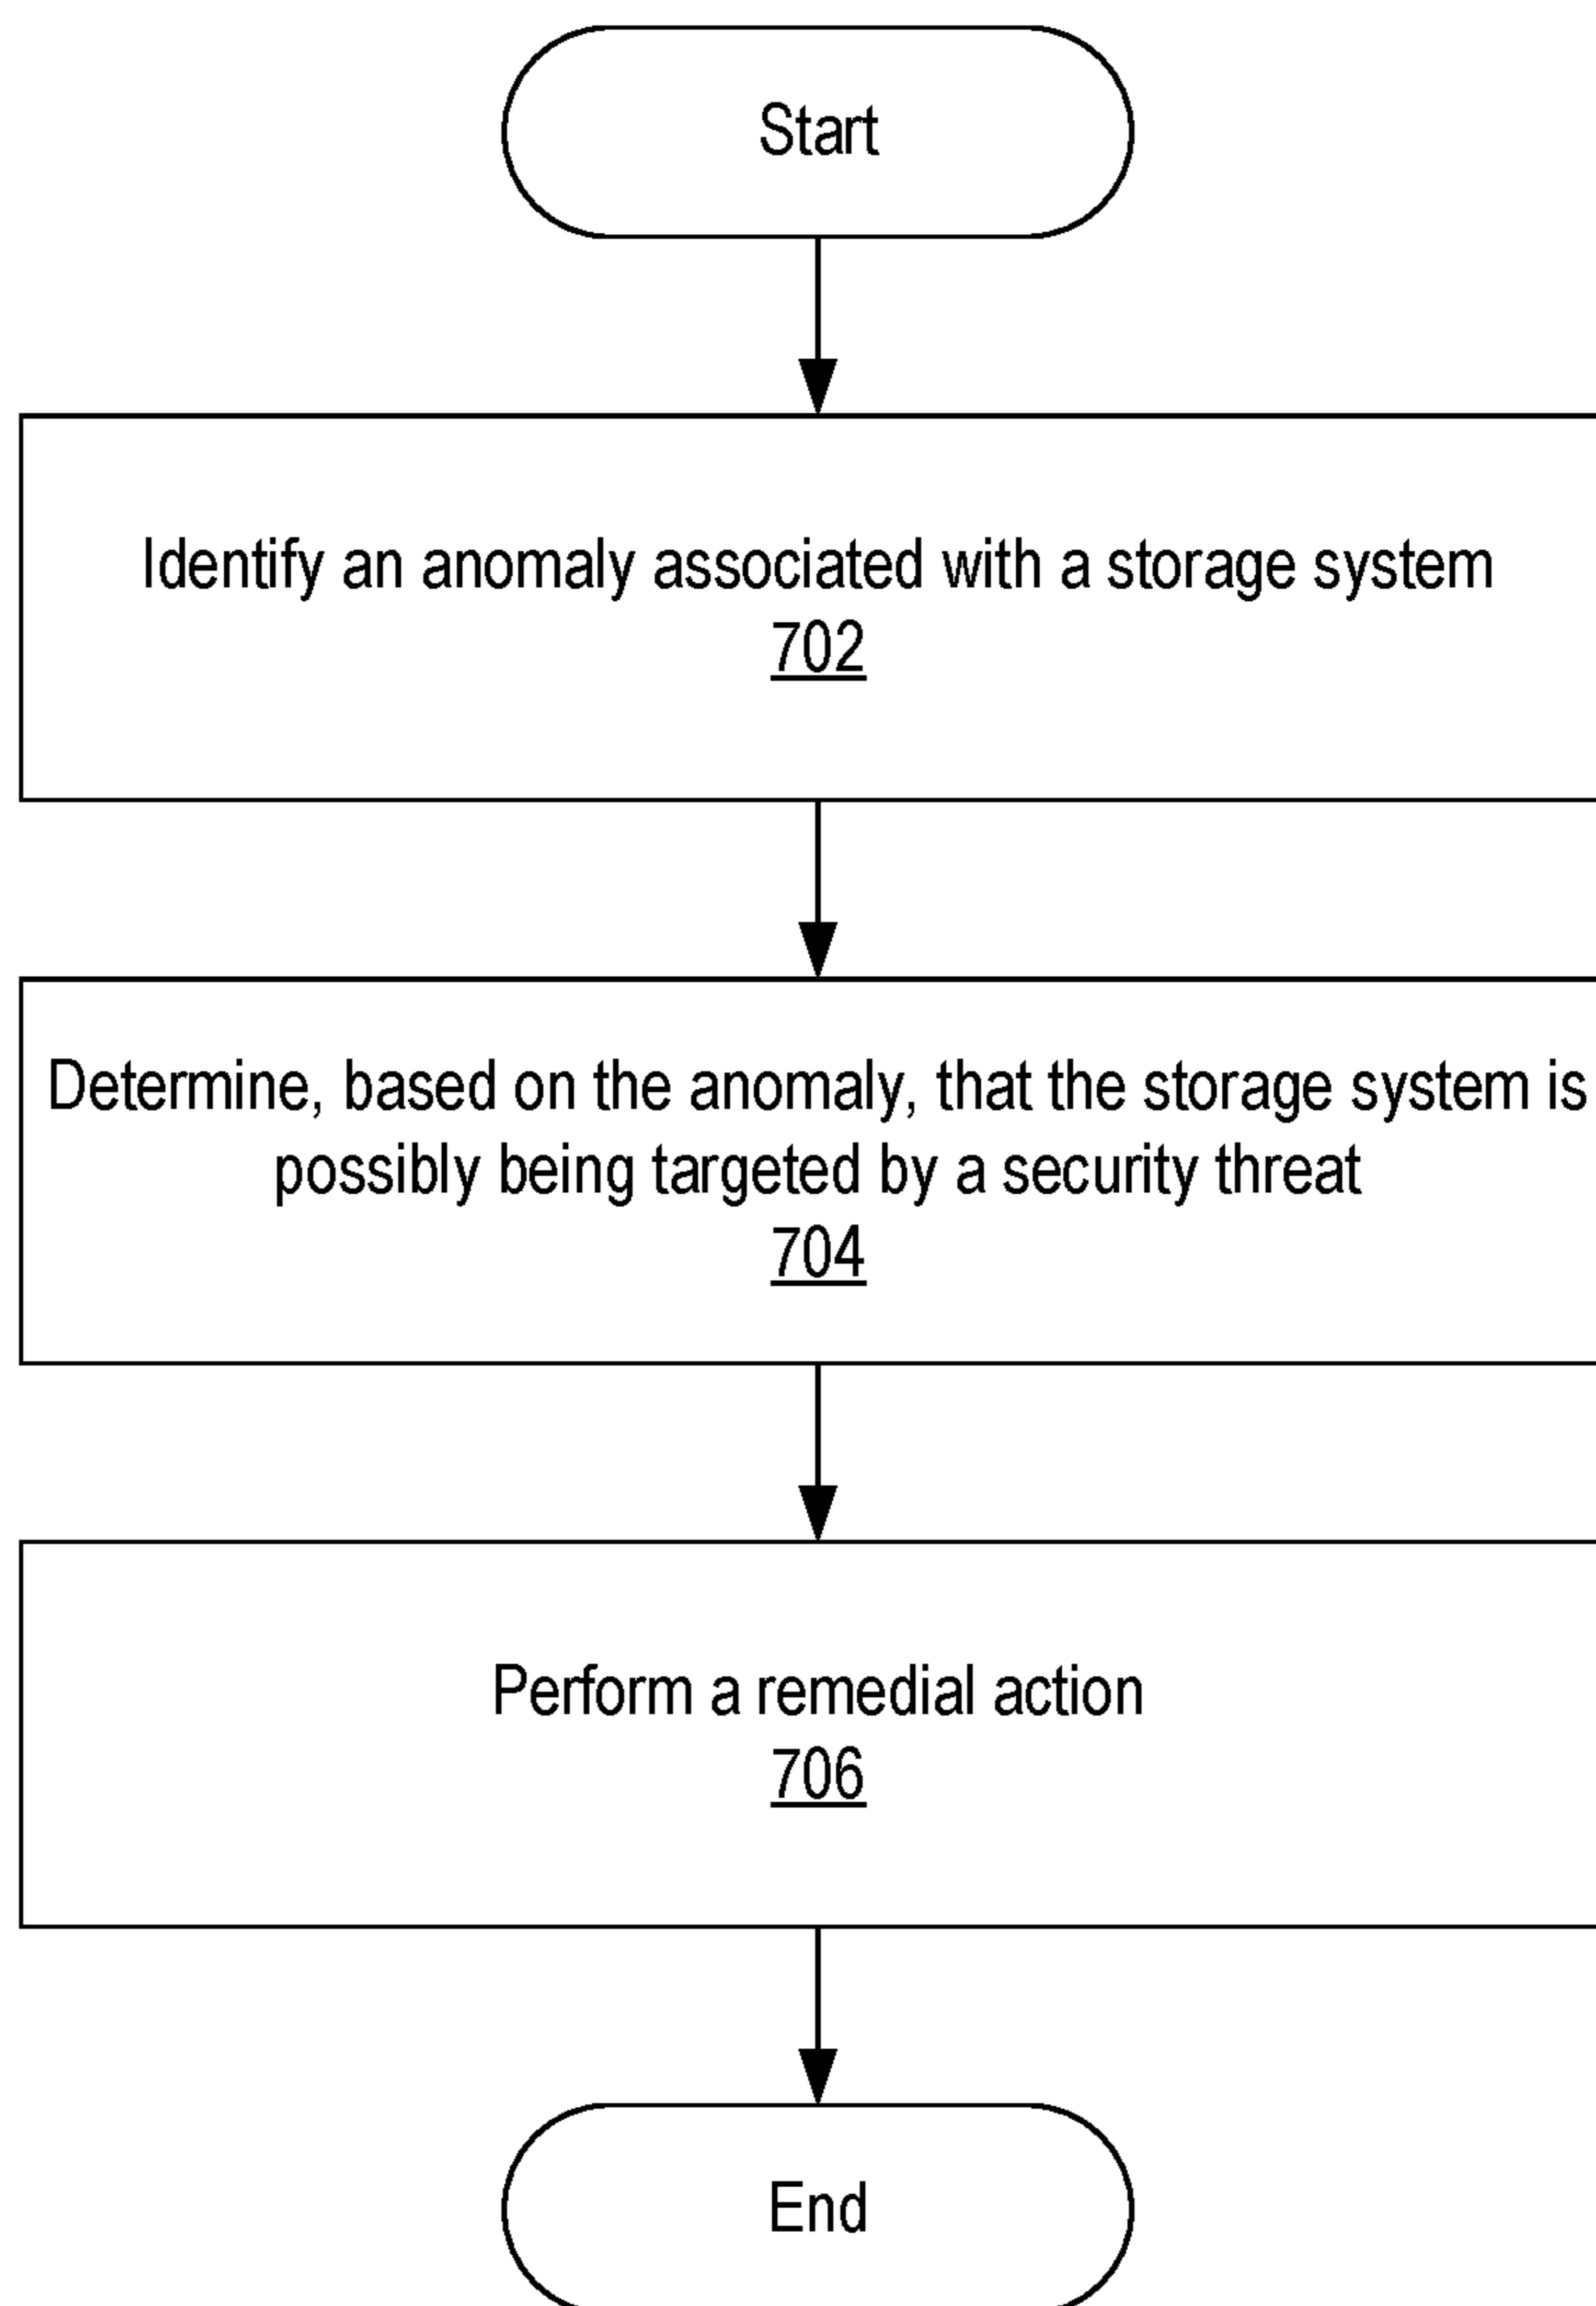 Start
Identify an anomaly associated with a storage system
702
Determine, based on the anomaly, that the storage system is
possibly being targeted by a security threat
704
Perform a remedial action
706
End